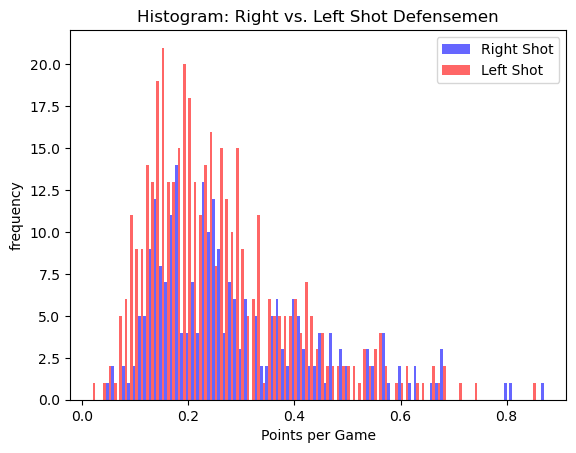 Histogram: Right vs. Left Shot Defensemen
Right Shot
Left Shot
20.0
17.5
15.0
12.5
10.0
7.5
5.0
2.5
0.0
frequency
0.0 0.2 0.4 0.6 0.8
Points per Game